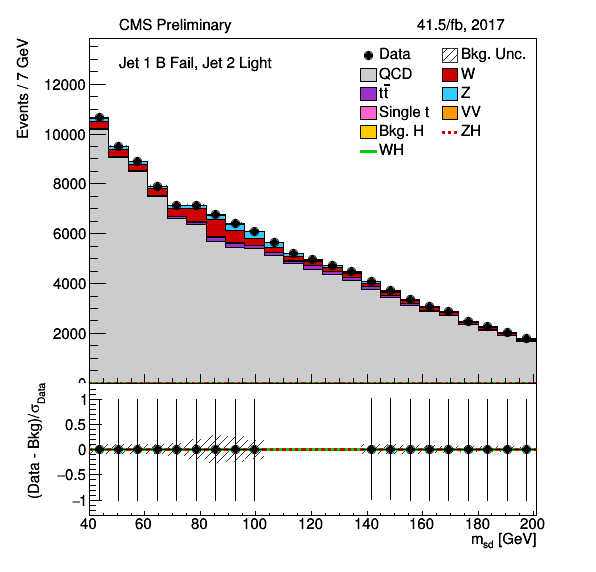 CMS Preliminary 41.5/fb, 2017
Events / 7 GeV
Jet 1 B Fail, Jet 2 Light
Data Bkg. Unc.
QCD W
tt̅ Z
Single t VV
Bkg. H ZH
WH
12000
10000
8000
6000
4000
2000
0
(Data - Bkg)/σData
1
0.5
0
−0.5
−1
40 60 80 100 120 140 160 180 200
msd [GeV]